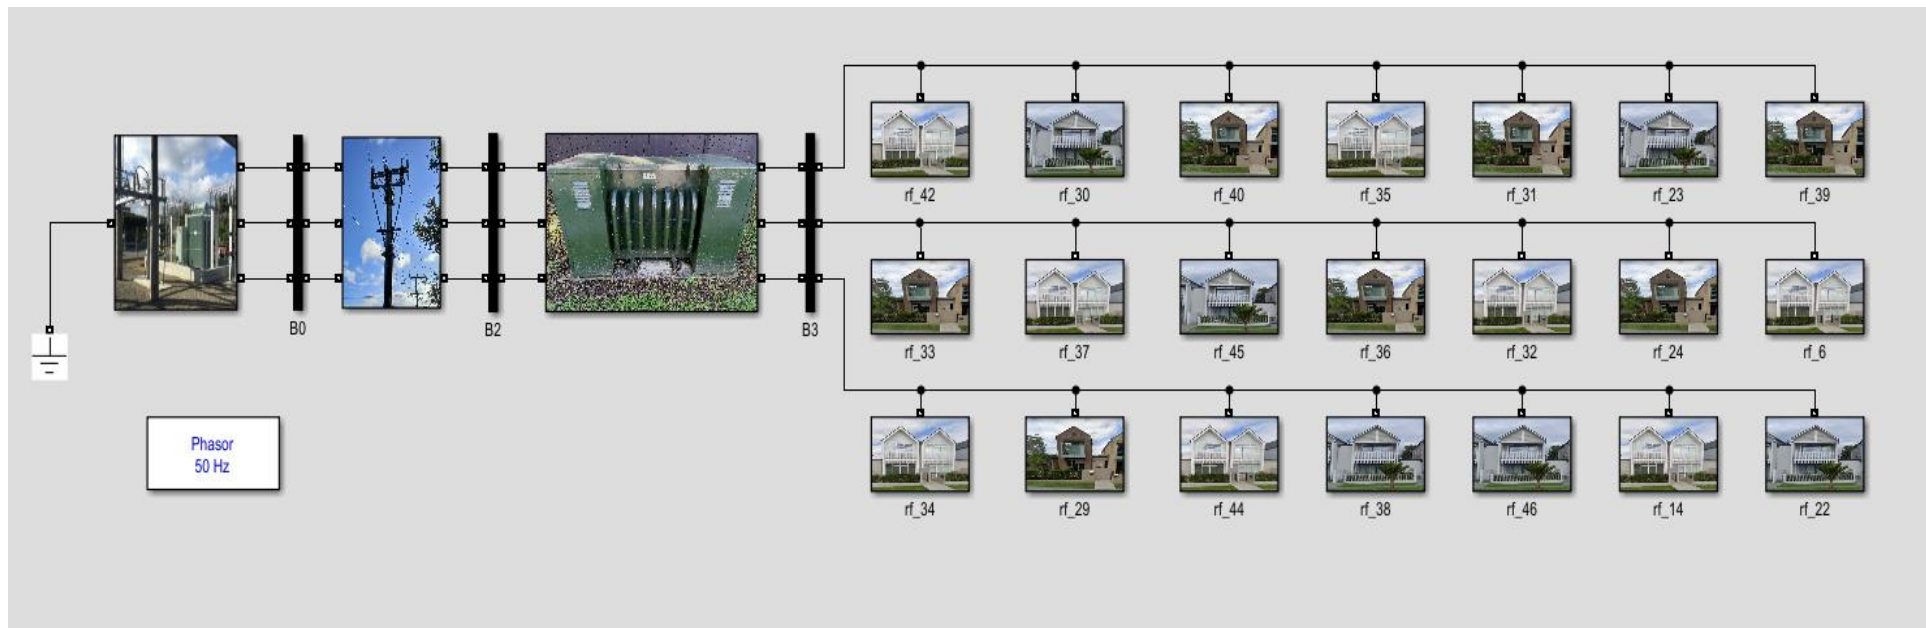 rf_42 rf_30 rf_40 rf_35 rf_31 rf_23 rf_39
B0 B2 B3
rf_33 rf_37 rf_45 rf_36 rf_32 rf_24 rf_6
Phasor
50 Hz
rf_34 rf_29 rf_44 rf_38 rf_46 rf_14 rf_22